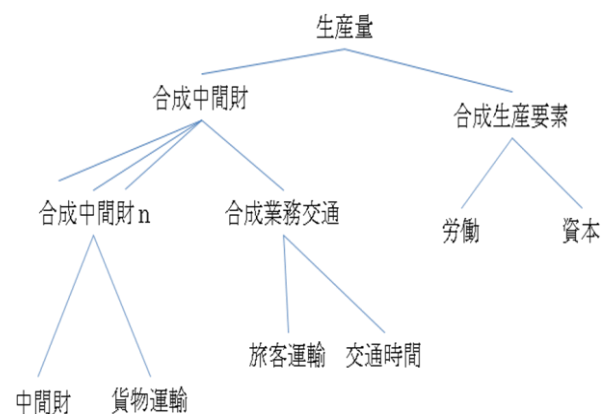 生産量
合成中間財
合成生産要素
合成中間財n
合成業務交通
労働
資本
旅客運輸
交通時間
中間財
貨物運輸